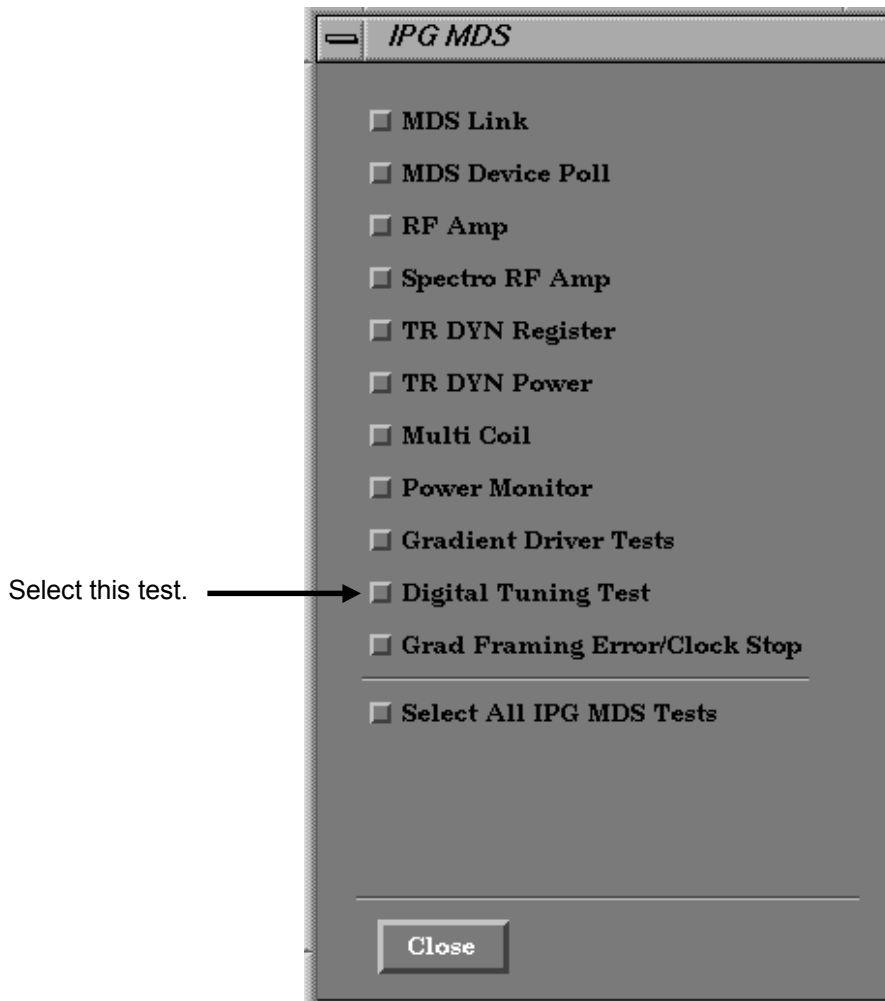 IPG MDS
MDS Link
MDS Device Poll
RF Amp
Spectro RF Amp
TR DYN Register
TR DYN Power
Multi Coil
Power Monitor
Gradient Driver Tests
Select this test.
Digital Tuning Test
Grad Framing Error/Clock Stop
Select All IPG MDS Tests
Close